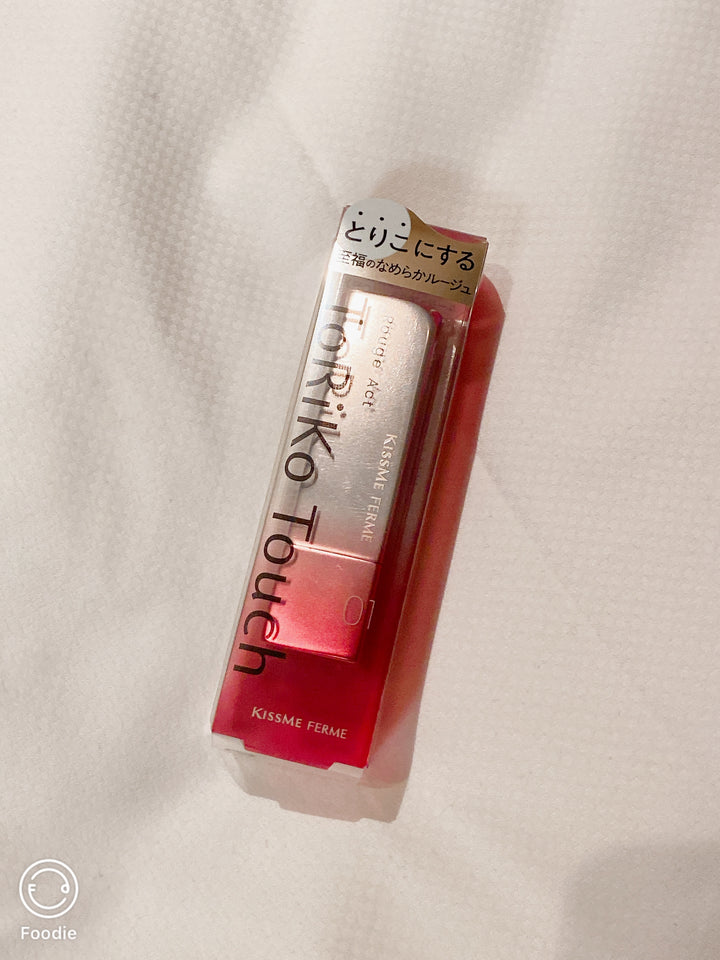 とりこにする
至福のなめらかルージュ
ToRiKo Touch
Rouge Act
KISSME FERME
01
KISSME FERME
F d
Foodie